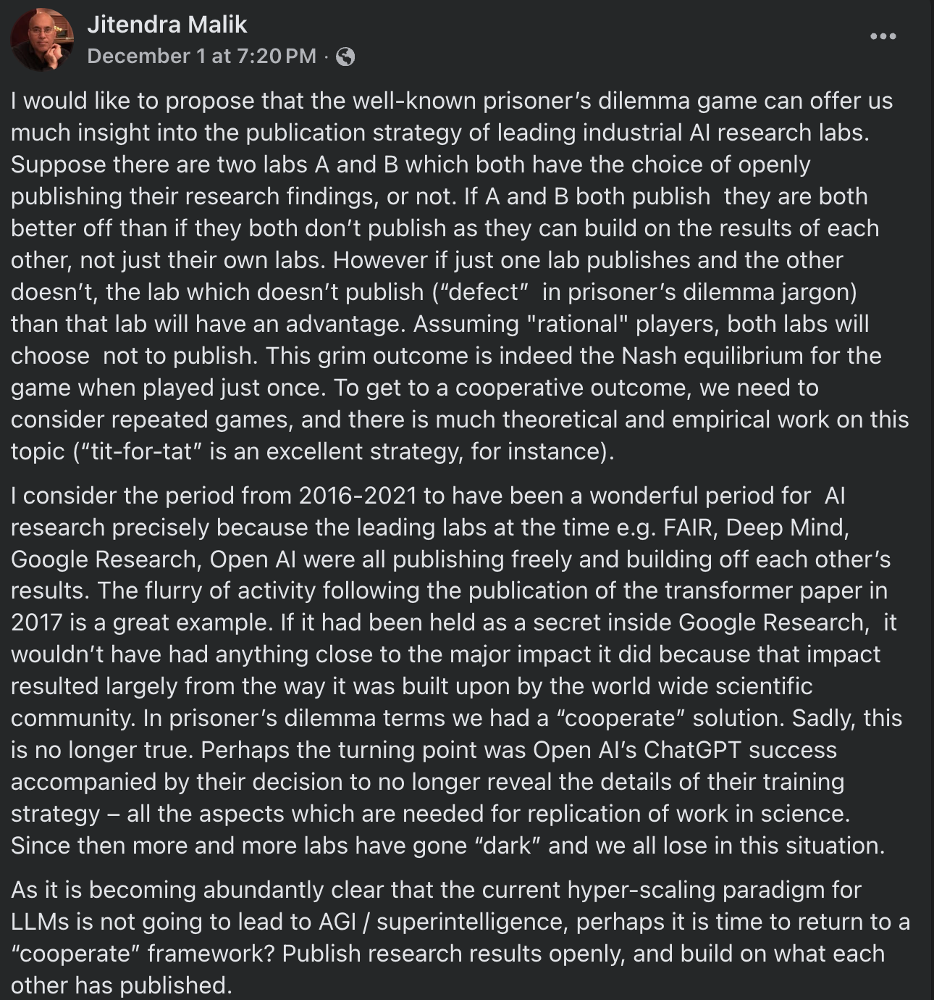 Jitendra Malik
December 1 at 7:20 PM ·
I would like to propose that the well-known prisoner’s dilemma game can offer us
much insight into the publication strategy of leading industrial AI research labs.
Suppose there are two labs A and B which both have the choice of openly
publishing their research findings, or not. If A and B both publish  they are both
better off than if they both don’t publish as they can build on the results of each
other, not just their own labs. However if just one lab publishes and the other
doesn’t, the lab which doesn’t publish (“defect”  in prisoner’s dilemma jargon)
than that lab will have an advantage. Assuming "rational" players, both labs will
choose  not to publish. This grim outcome is indeed the Nash equilibrium for the
game when played just once. To get to a cooperative outcome, we need to
consider repeated games, and there is much theoretical and empirical work on this
topic (“tit-for-tat” is an excellent strategy, for instance).
I consider the period from 2016-2021 to have been a wonderful period for  AI
research precisely because the leading labs at the time e.g. FAIR, Deep Mind,
Google Research, Open AI were all publishing freely and building off each other’s
results. The flurry of activity following the publication of the transformer paper in
2017 is a great example. If it had been held as a secret inside Google Research,  it
wouldn’t have had anything close to the major impact it did because that impact
resulted largely from the way it was built upon by the world wide scientific
community. In prisoner’s dilemma terms we had a “cooperate” solution. Sadly, this
is no longer true. Perhaps the turning point was Open AI’s ChatGPT success
accompanied by their decision to no longer reveal the details of their training
strategy – all the aspects which are needed for replication of work in science.
Since then more and more labs have gone “dark” and we all lose in this situation.
As it is becoming abundantly clear that the current hyper-scaling paradigm for
LLMs is not going to lead to AGI / superintelligence, perhaps it is time to return to a
“cooperate” framework? Publish research results openly, and build on what each
other has published.